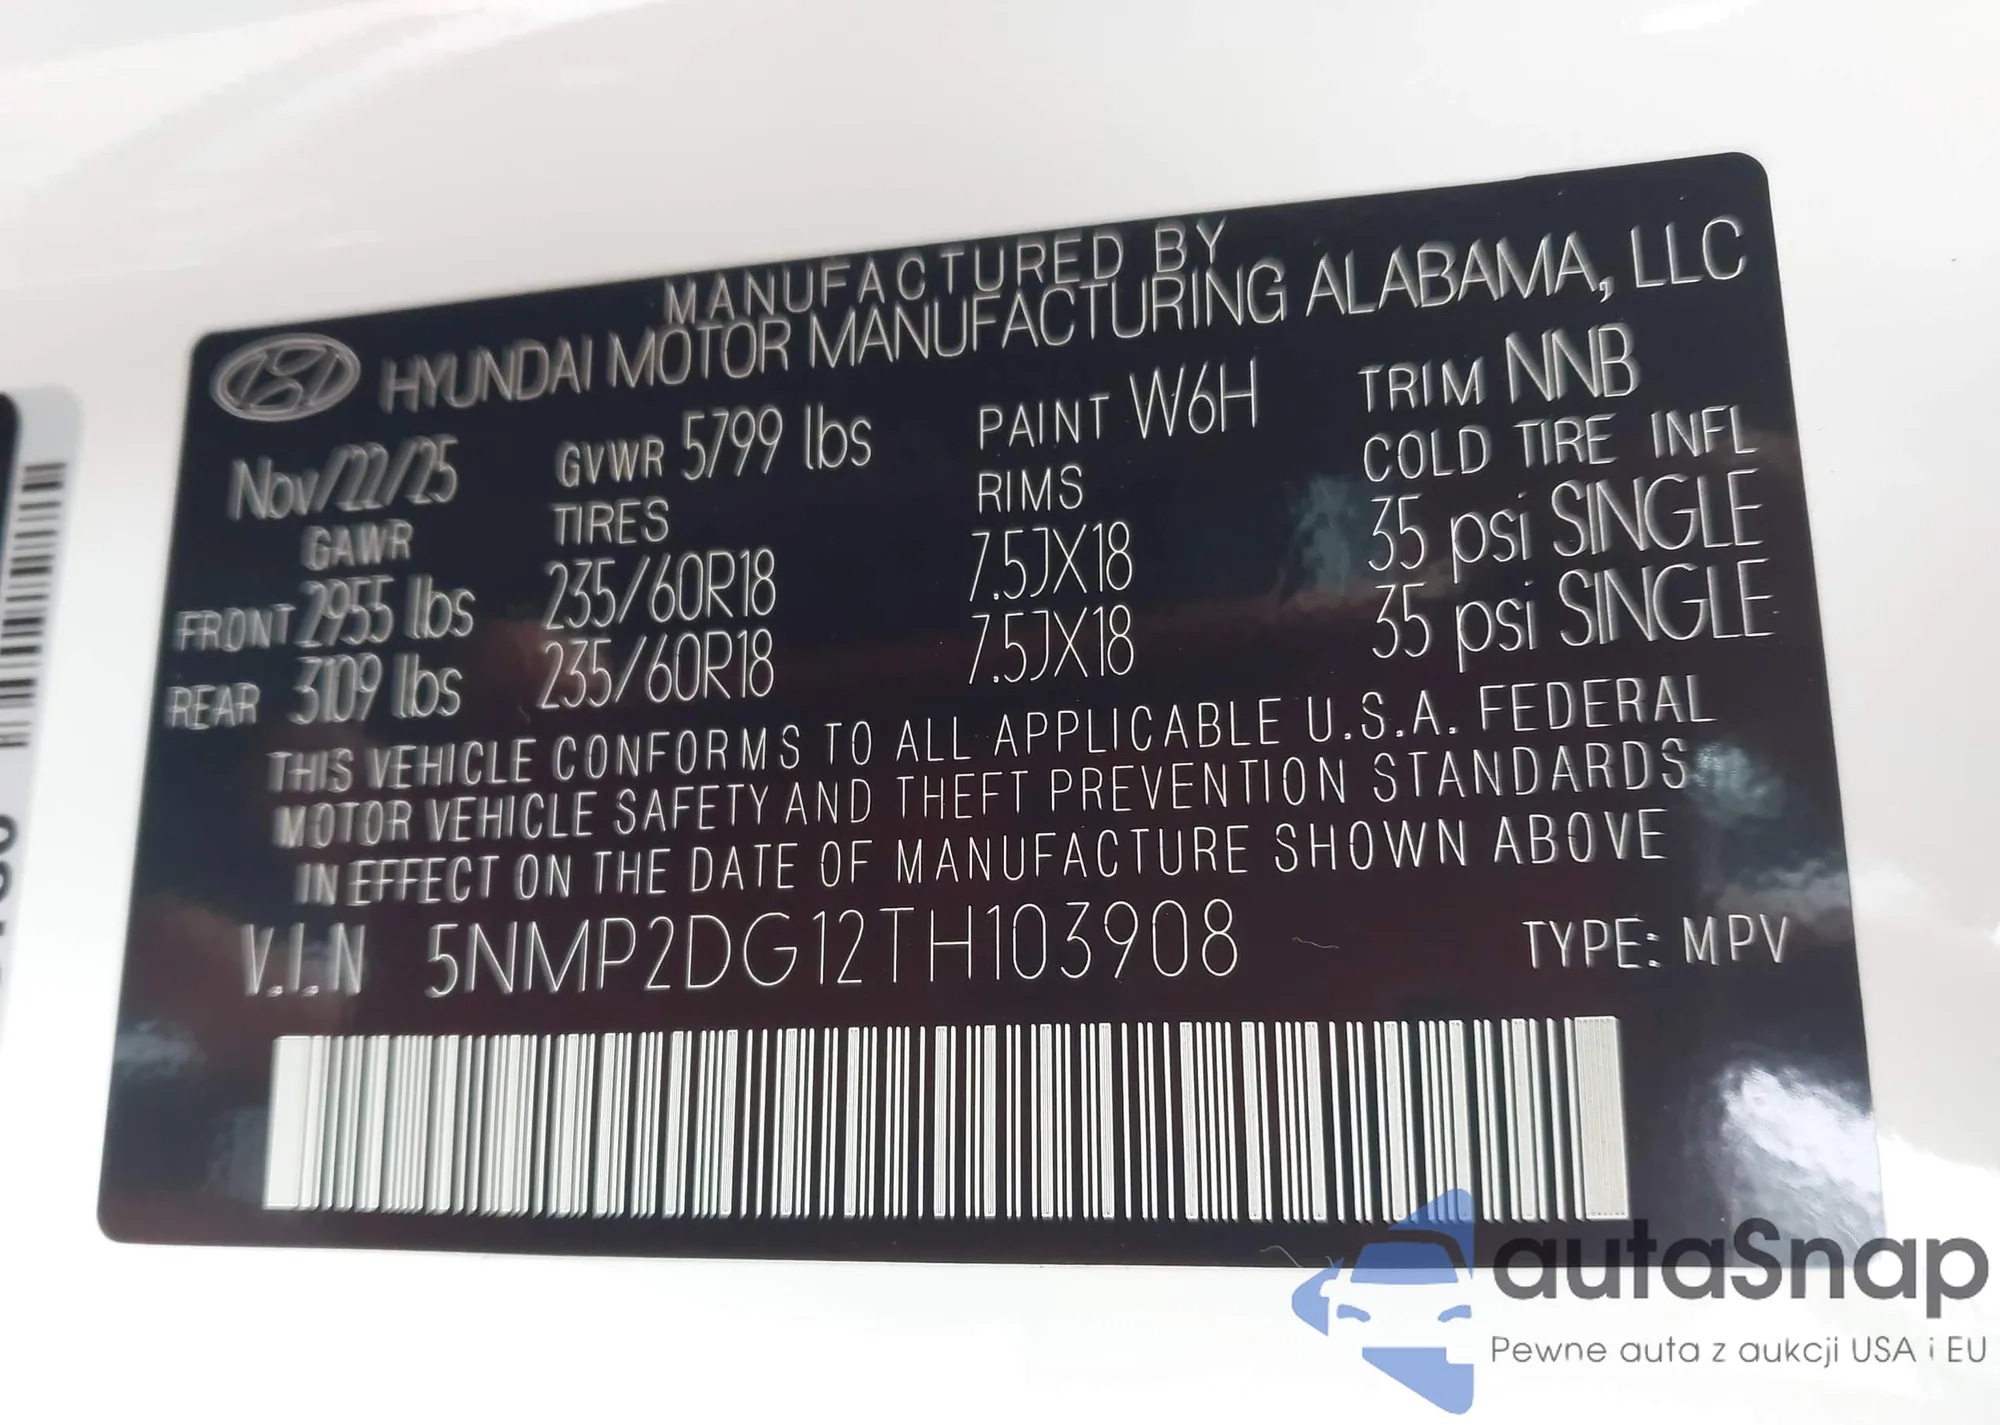 MANUFACTURED BY
HYUNDAI MOTOR MANUFACTURING ALABAMA, LLC
Nov/22/25 GVWR 5799 lbs PAINT W6H TRIM NNB
GAWR TIRES RIMS COLD TIRE INFL
FRONT 2955 lbs 235/60R18 7.5JX18 35 psi SINGLE
REAR 3109 lbs 235/60R18 7.5JX18 35 psi SINGLE
THIS VEHICLE CONFORMS TO ALL APPLICABLE U.S.A. FEDERAL
MOTOR VEHICLE SAFETY AND THEFT PREVENTION STANDARDS
IN EFFECT ON THE DATE OF MANUFACTURE SHOWN ABOVE
V.I.N 5NMP2DG12TH103908 TYPE: MPV
autaSnap
Pewne auta z aukcji USA i EU